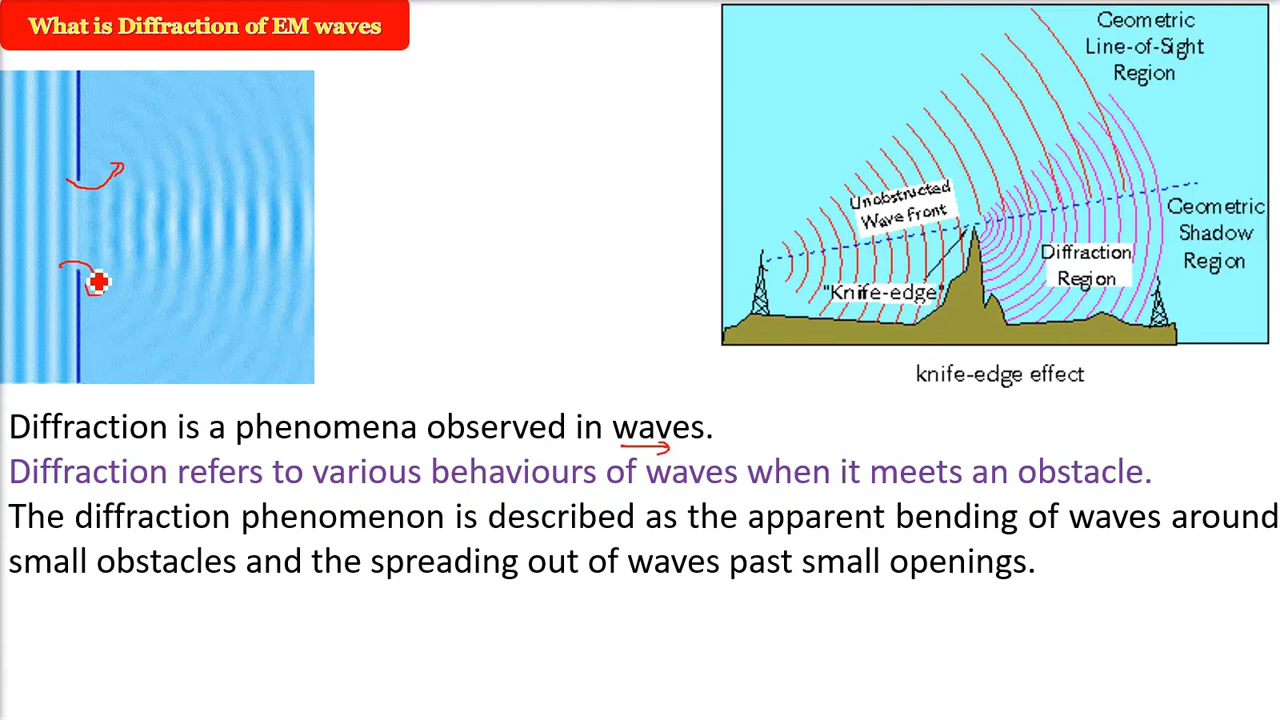 What is Diffraction of EM waves
Geometric
Line-of-Sight
Region
Unobstructed
Wave Front
Geometric
Shadow
Region
Diffraction
Region
"Knife-edge"
knife-edge effect
Diffraction is a phenomena observed in waves.
Diffraction refers to various behaviours of waves when it meets an obstacle.
The diffraction phenomenon is described as the apparent bending of waves around
small obstacles and the spreading out of waves past small openings.